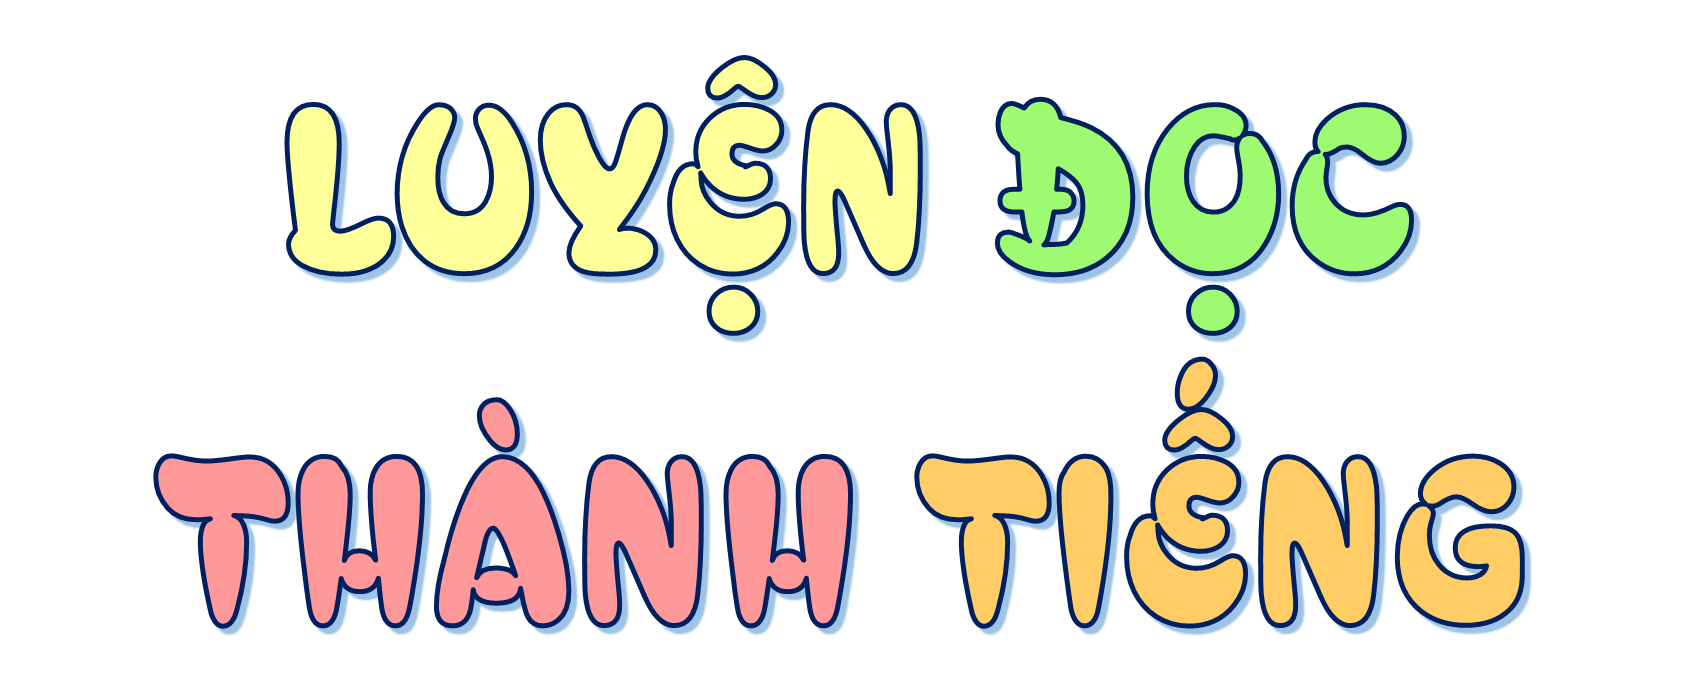 LUYỆN ĐỌC
THÀNH TIẾNG